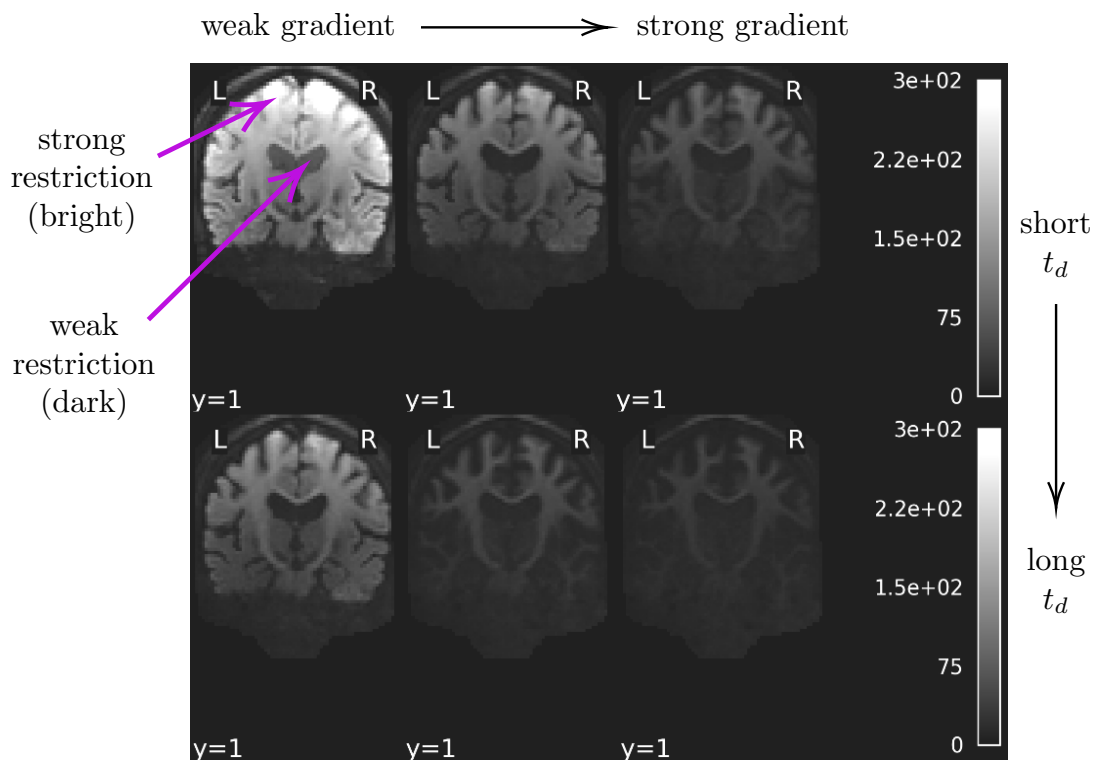 weak gradient
strong gradient
L
R
L
R
L
R
3e+02
2.2e+02
1.5e+02
75
0
strong
restriction
(bright)
weak
restriction
(dark)
short
t_d
y=1
y=1
y=1
L
R
L
R
L
R
3e+02
2.2e+02
1.5e+02
75
0
long
t_d
y=1
y=1
y=1